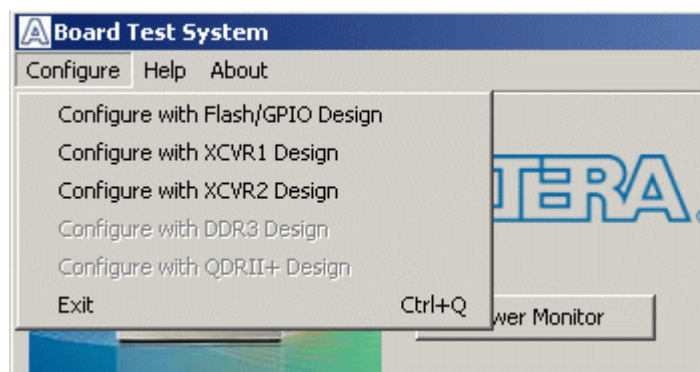 Board Test System
Configure Help About
Configure with Flash/GPIO Design
Configure with XCVR1 Design
Configure with XCVR2 Design
Configure with DDR3 Design
Configure with QDRII+ Design
Exit Ctrl+Q
TERA
wer Monitor